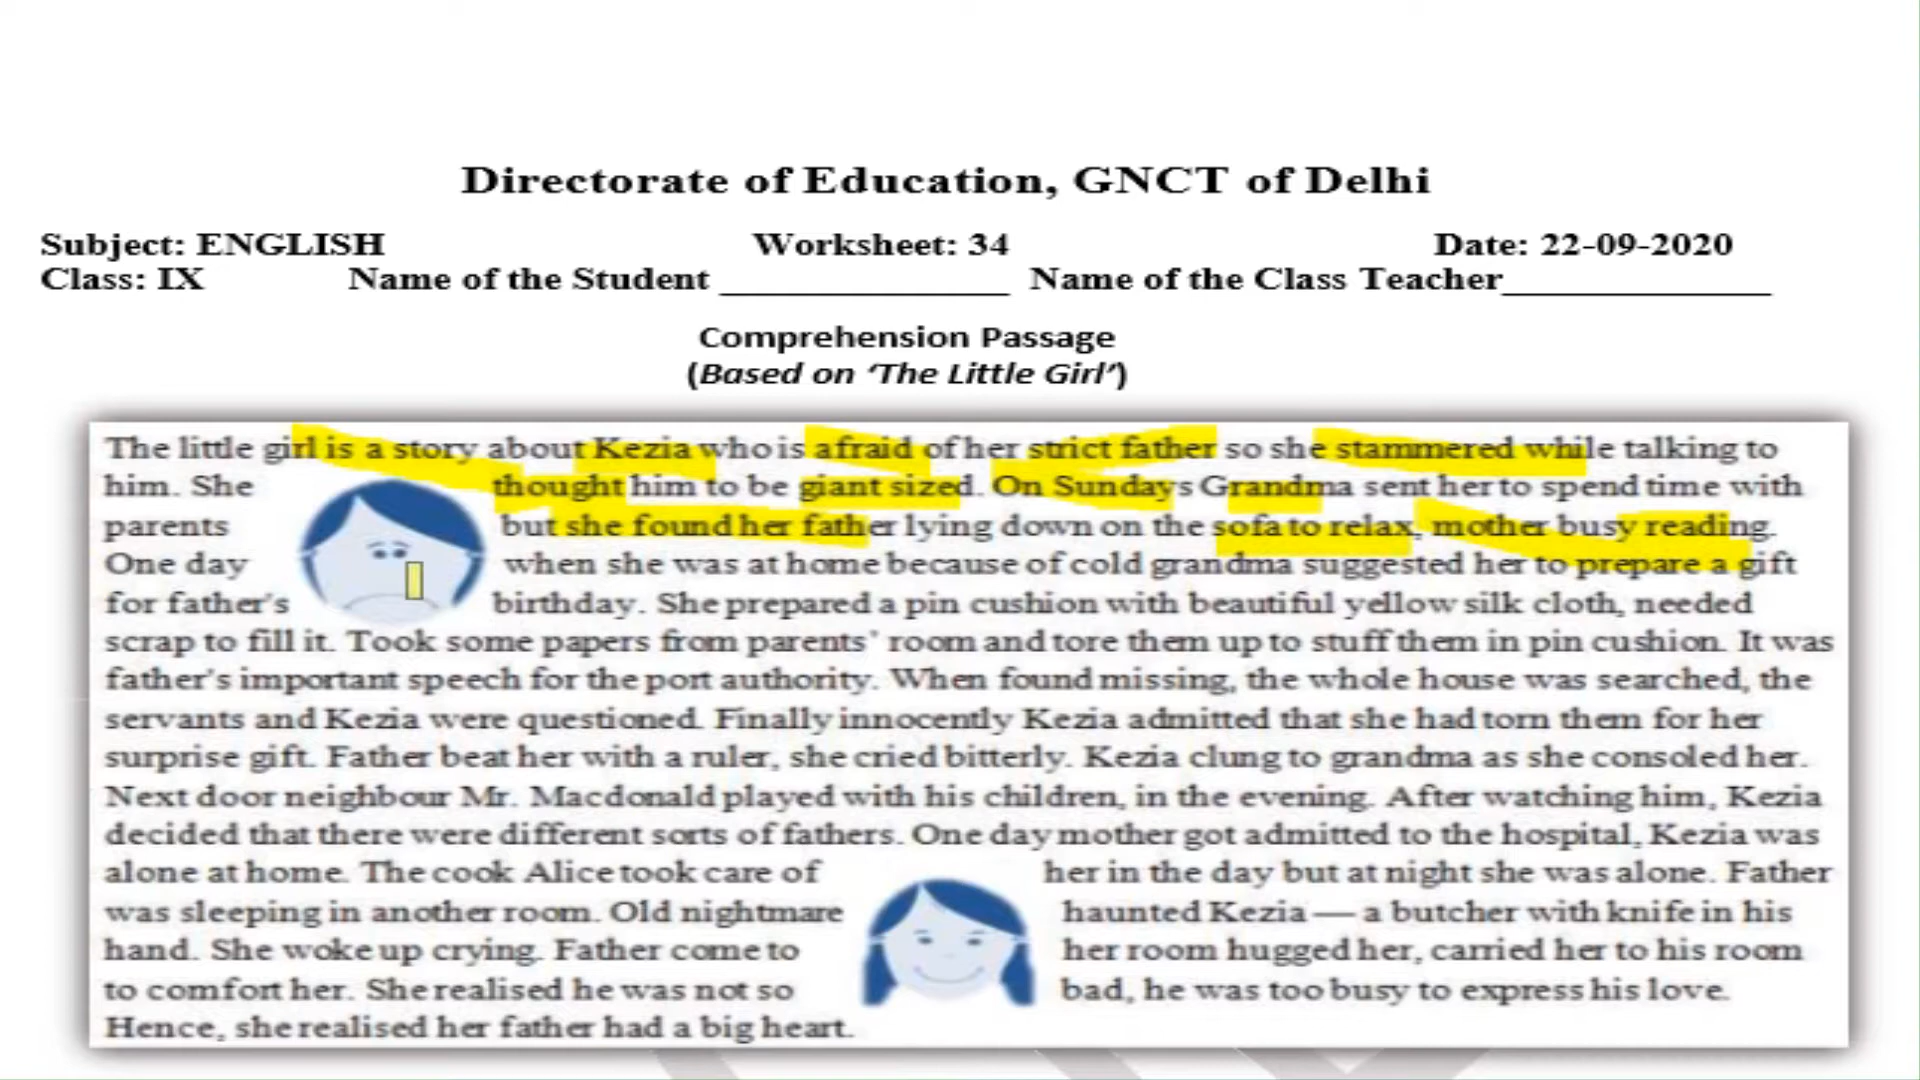 Directorate of Education, GNCT of Delhi
Subject: ENGLISH Worksheet: 34 Date: 22-09-2020
Class: IX Name of the Student ______________ Name of the Class Teacher_____________
Comprehension Passage
(Based on ‘The Little Girl’)
The little girl is a story about Kezia who is afraid of her strict father so she stammered while talking to
him. She thought him to be giant sized. On Sundays Grandma sent her to spend time with
parents but she found her father lying down on the sofa to relax, mother busy reading.
One day when she was at home because of cold grandma suggested her to prepare a gift
for father's birthday. She prepared a pin cushion with beautiful yellow silk cloth, needed
scrap to fill it. Took some papers from parents' room and tore them up to stuff them in pin cushion. It was
father's important speech for the port authority. When found missing, the whole house was searched, the
servants and Kezia were questioned. Finally innocently Kezia admitted that she had torn them for her
surprise gift. Father beat her with a ruler, she cried bitterly. Kezia clung to grandma as she consoled her.
Next door neighbour Mr. Macdonald played with his children, in the evening. After watching him, Kezia
decided that there were different sorts of fathers. One day mother got admitted to the hospital, Kezia was
alone at home. The cook Alice took care of her in the day but at night she was alone. Father
was sleeping in another room. Old nightmare haunted Kezia — a butcher with knife in his
hand. She woke up crying. Father come to her room hugged her, carried her to his room
to comfort her. She realised he was not so bad, he was too busy to express his love.
Hence, she realised her father had a big heart.